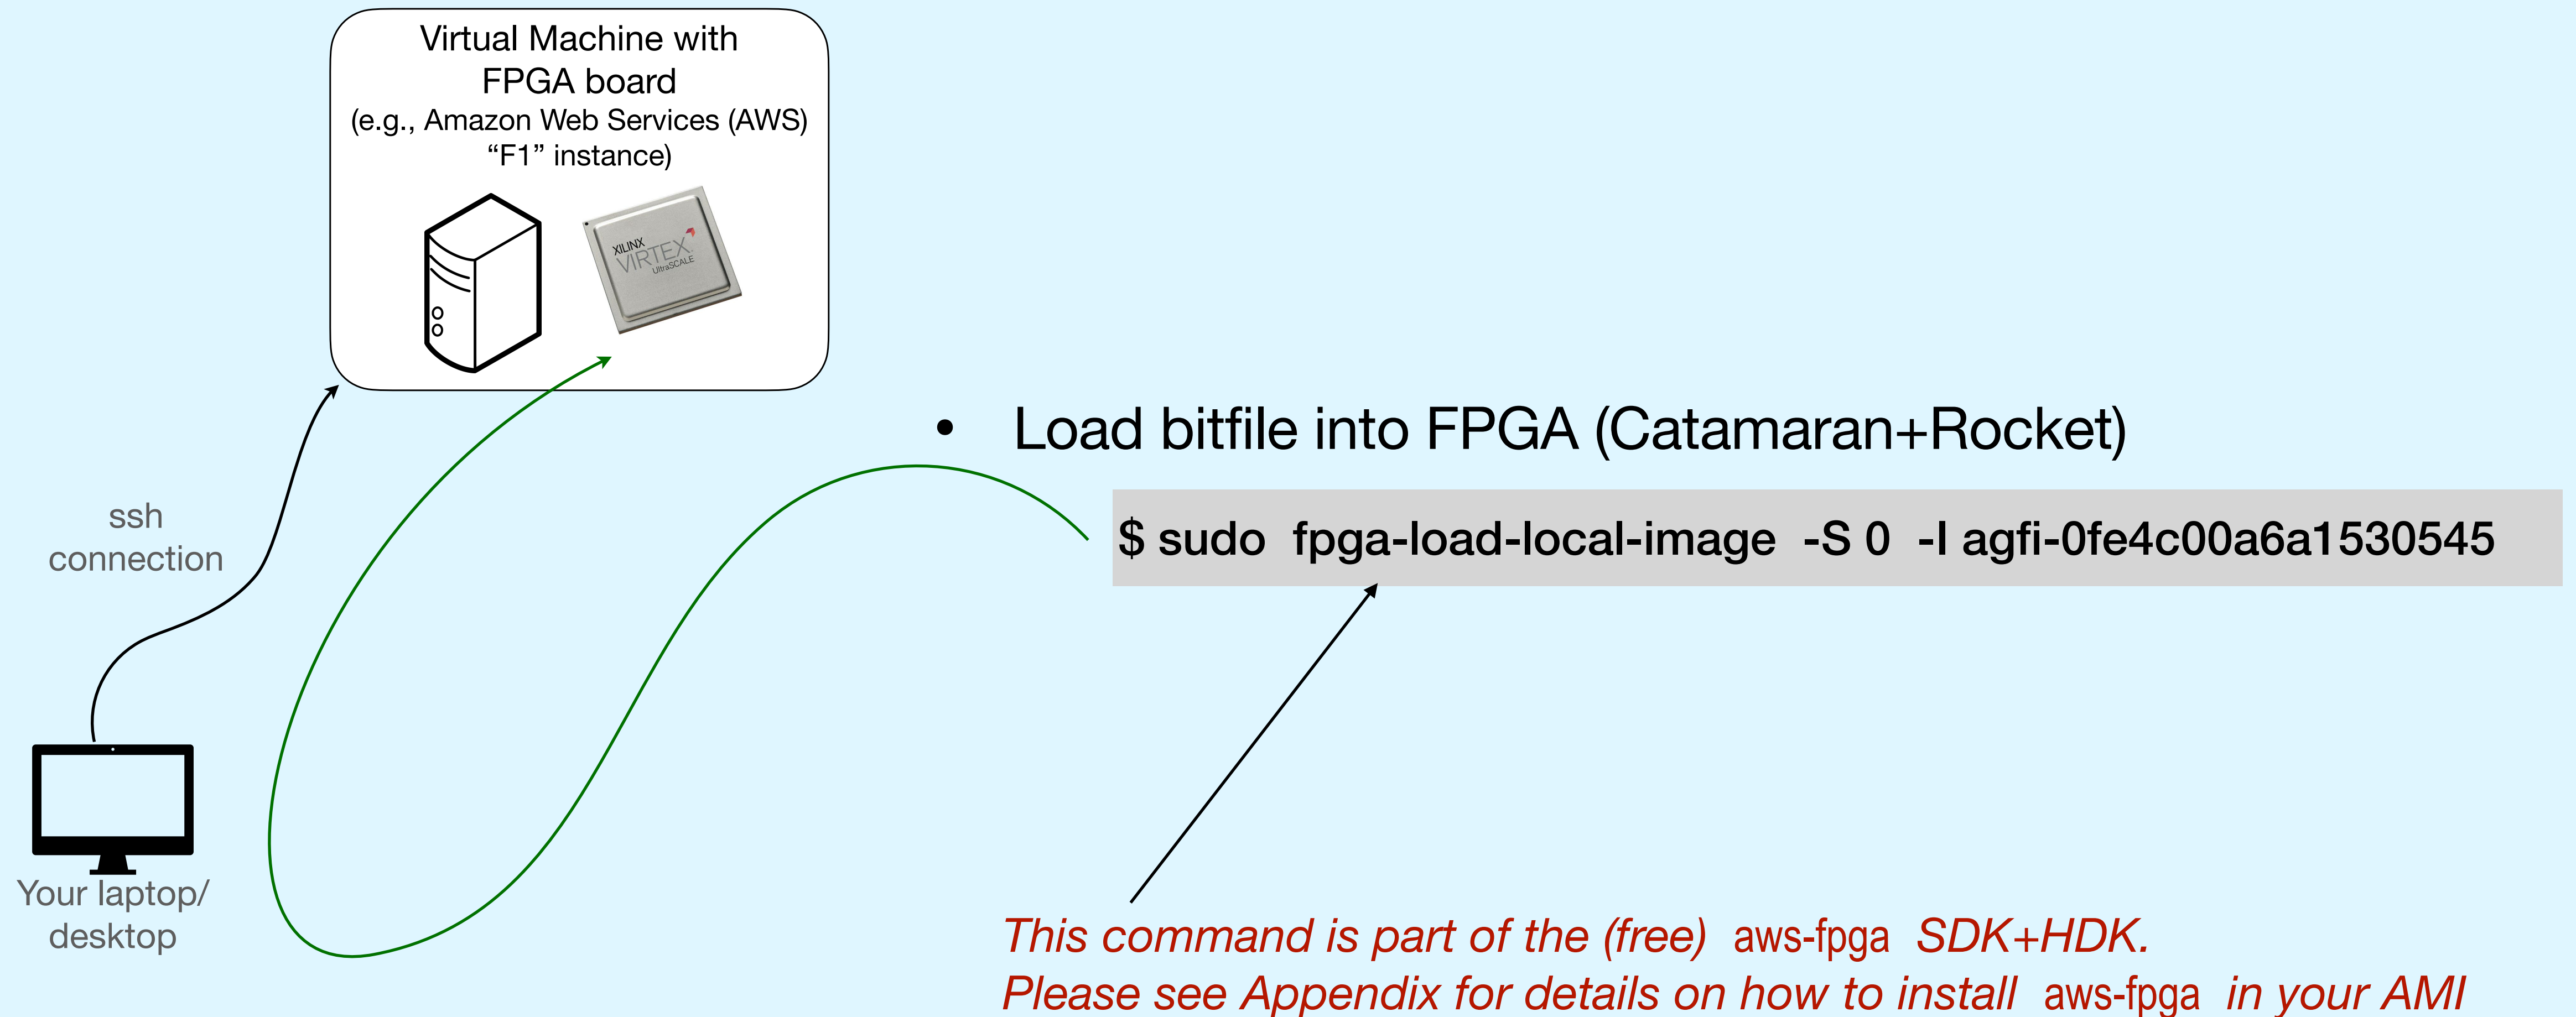 Virtual Machine with
FPGA board
(e.g., Amazon Web Services (AWS)
“F1” instance)
XILINX
VIRTEX
UltraSCALE
• Load bitfile into FPGA (Catamaran+Rocket)
$ sudo fpga-load-local-image -S 0 -I agfi-0fe4c00a6a1530545
ssh
connection
Your laptop/
desktop
This command is part of the (free) aws-fpga SDK+HDK.
Please see Appendix for details on how to install aws-fpga in your AMI